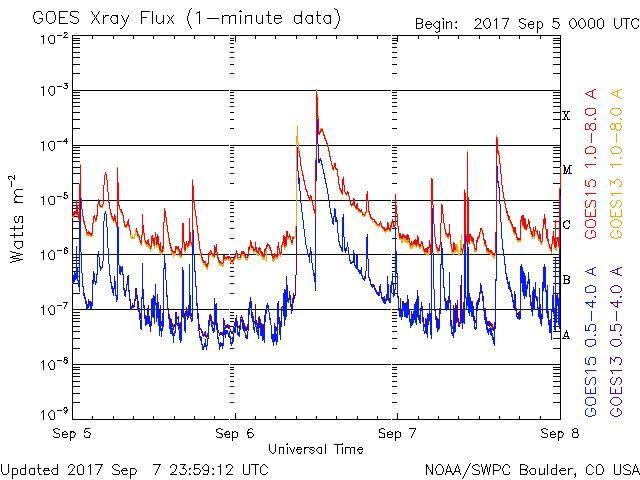 GOES Xray Flux (1-minute data)
Begin: 2017 Sep 5 0000 UTC
10⁻²
10⁻³
10⁻⁴
10⁻⁵
10⁻⁶
10⁻⁷
10⁻⁸
10⁻⁹
Watts m⁻²
X
M
C
B
A
GOES15 1.0-8.0 A
GOES13 1.0-8.0 A
GOES15 0.5-4.0 A
GOES13 0.5-4.0 A
Sep 5
Sep 6
Sep 7
Sep 8
Universal Time
Updated 2017 Sep 7 23:59:12 UTC
NOAA/SWPC Boulder, CO USA